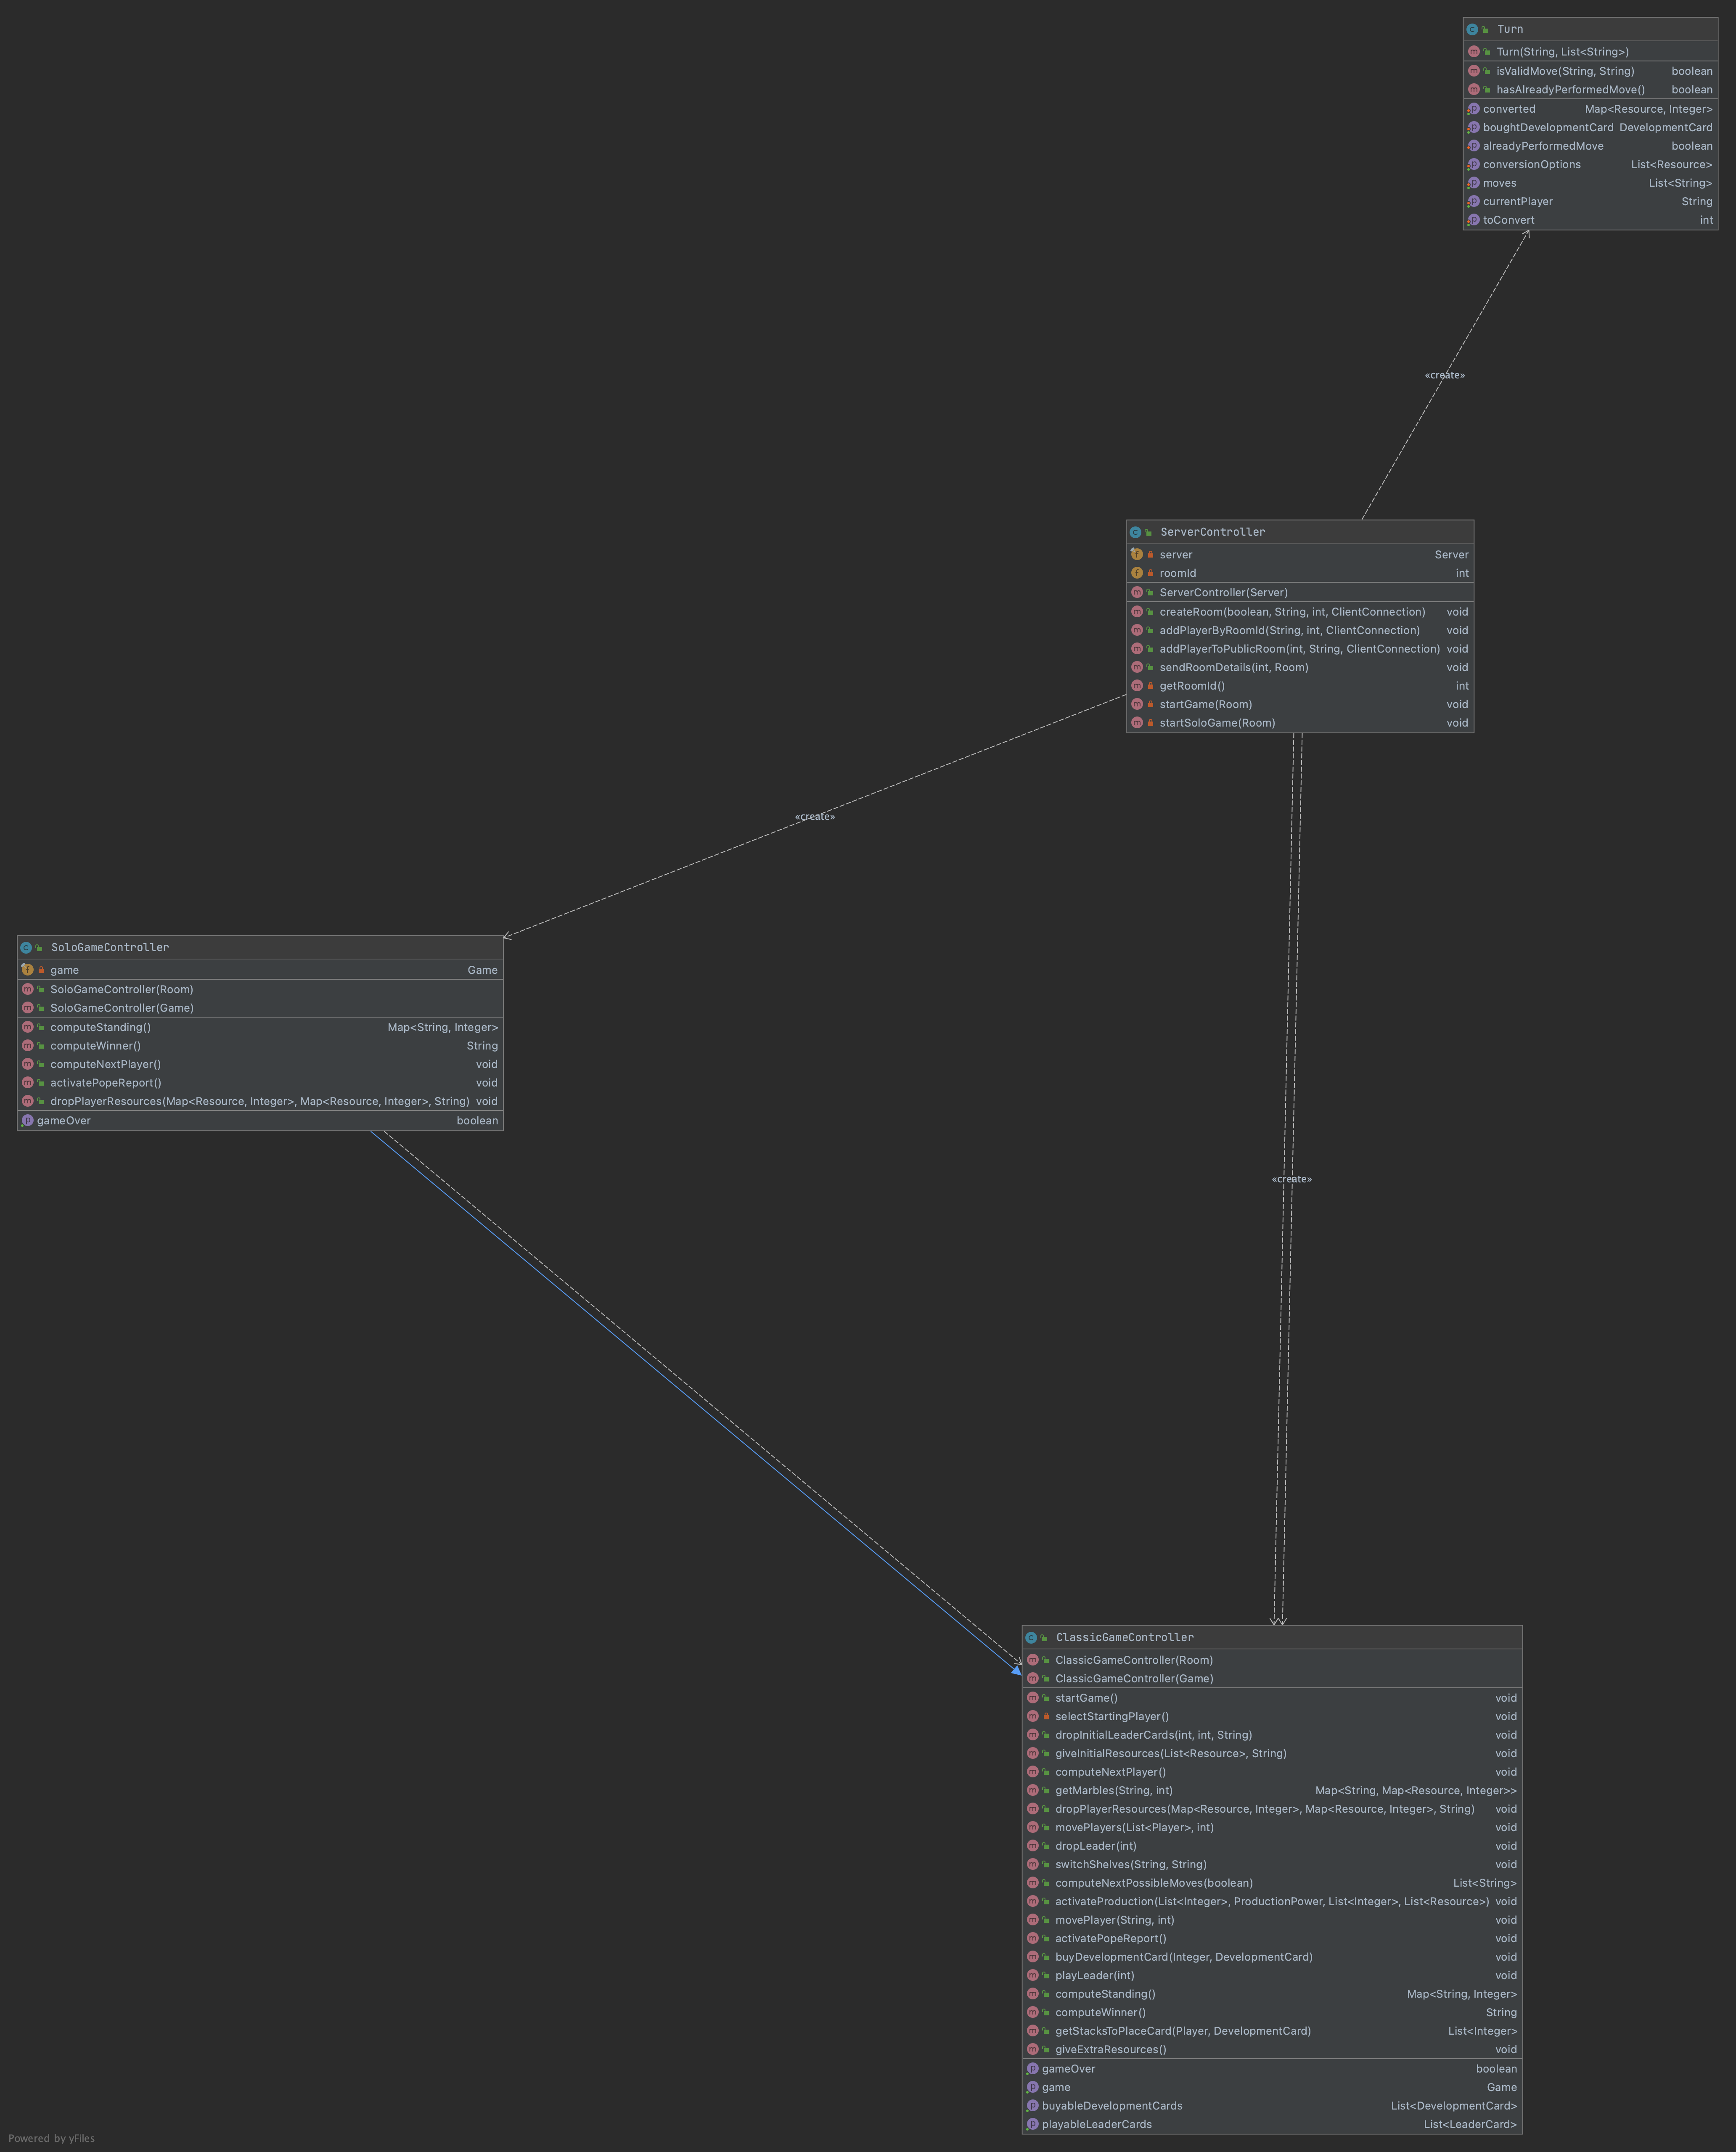 Turn
Turn(String, List<String>)
isValidMove(String, String) boolean
hasAlreadyPerformedMove() boolean
converted Map<Resource, Integer>
boughtDevelopmentCard DevelopmentCard
alreadyPerformedMove boolean
conversionOptions List<Resource>
moves List<String>
currentPlayer String
toConvert int
«create»
ServerController
server Server
roomId int
ServerController(Server)
createRoom(boolean, String, int, ClientConnection) void
addPlayerByRoomId(String, int, ClientConnection) void
addPlayerToPublicRoom(int, String, ClientConnection) void
sendRoomDetails(int, Room) void
getRoomId() int
startGame(Room) void
startSoloGame(Room) void
«create»
SoloGameController
game Game
SoloGameController(Room)
SoloGameController(Game)
computeStanding() Map<String, Integer>
computeWinner() String
computeNextPlayer() void
activatePopeReport() void
dropPlayerResources(Map<Resource, Integer>, Map<Resource, Integer>, String) void
gameOver boolean
«create»
ClassicGameController
ClassicGameController(Room)
ClassicGameController(Game)
startGame() void
selectStartingPlayer() void
dropInitialLeaderCards(int, int, String) void
giveInitialResources(List<Resource>, String) void
computeNextPlayer() void
getMarbles(String, int) Map<String, Map<Resource, Integer>>
dropPlayerResources(Map<Resource, Integer>, Map<Resource, Integer>, String) void
movePlayers(List<Player>, int) void
dropLeader(int) void
switchShelves(String, String) void
computeNextPossibleMoves(boolean) List<String>
activateProduction(List<Integer>, ProductionPower, List<Integer>, List<Resource>) void
movePlayer(String, int) void
activatePopeReport() void
buyDevelopmentCard(Integer, DevelopmentCard) void
playLeader(int) void
computeStanding() Map<String, Integer>
computeWinner() String
getStacksToPlaceCard(Player, DevelopmentCard) List<Integer>
giveExtraResources() void
gameOver boolean
game Game
buyableDevelopmentCards List<DevelopmentCard>
playableLeaderCards List<LeaderCard>
Powered by yFiles